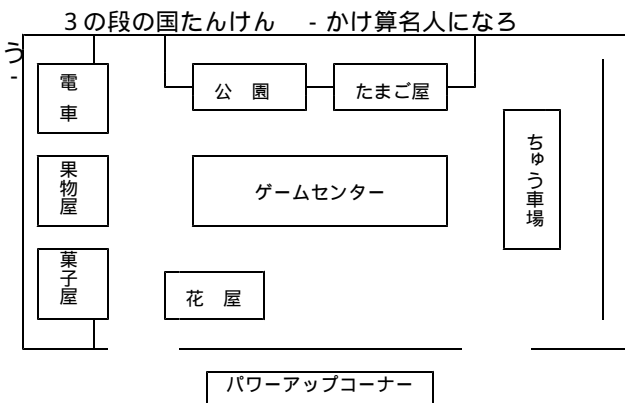 ３の段の国たんけん　- かけ算名人になろ
う -
電車
公　園
たまご屋
ちゅう車場
果物屋
ゲームセンター
菓子屋
花　屋
パワーアップコーナー